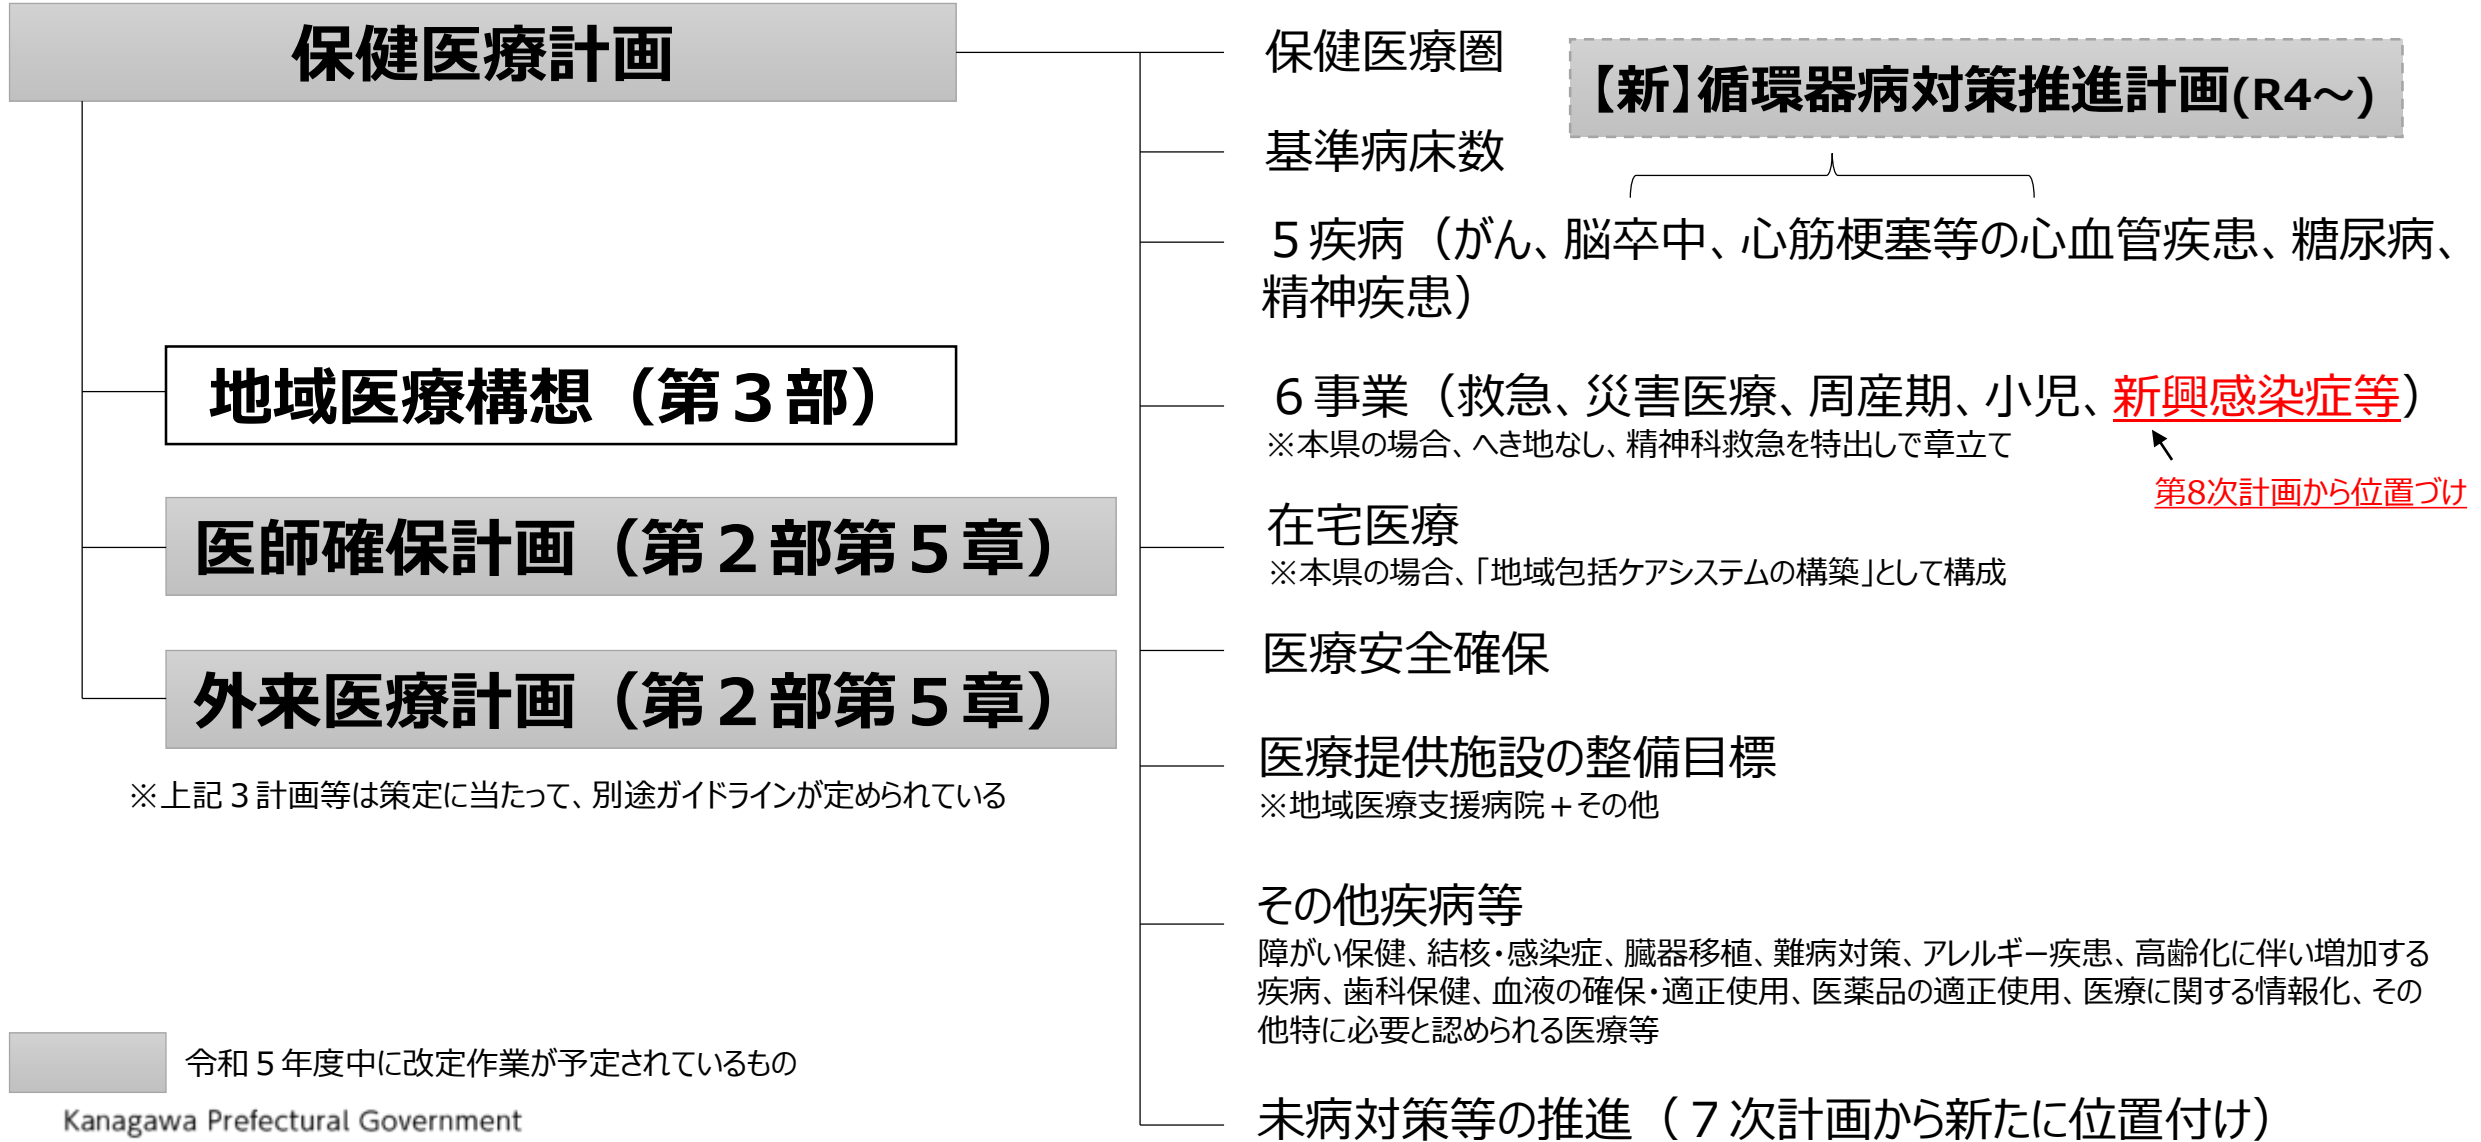 保健医療計画
地域医療構想（第３部）
医師確保計画（第２部第５章）
外来医療計画（第２部第５章）
※上記３計画等は策定に当たって、別途ガイドラインが定められている
令和５年度中に改定作業が予定されているもの
Kanagawa Prefectural Government
保健医療圏
【新】循環器病対策推進計画(R4～)
基準病床数
５疾病（がん、脳卒中、心筋梗塞等の心血管疾患、糖尿病、
精神疾患）
６事業（救急、災害医療、周産期、小児、新興感染症等）
※本県の場合、へき地なし、精神科救急を特出しで章立て
第8次計画から位置づけ
在宅医療
※本県の場合、「地域包括ケアシステムの構築」として構成
医療安全確保
医療提供施設の整備目標
※地域医療支援病院＋その他
その他疾病等
障がい保健、結核・感染症、臓器移植、難病対策、アレルギー疾患、高齢化に伴い増加する
疾病、歯科保健、血液の確保・適正使用、医薬品の適正使用、医療に関する情報化、その
他特に必要と認められる医療等
未病対策等の推進（７次計画から新たに位置付け）